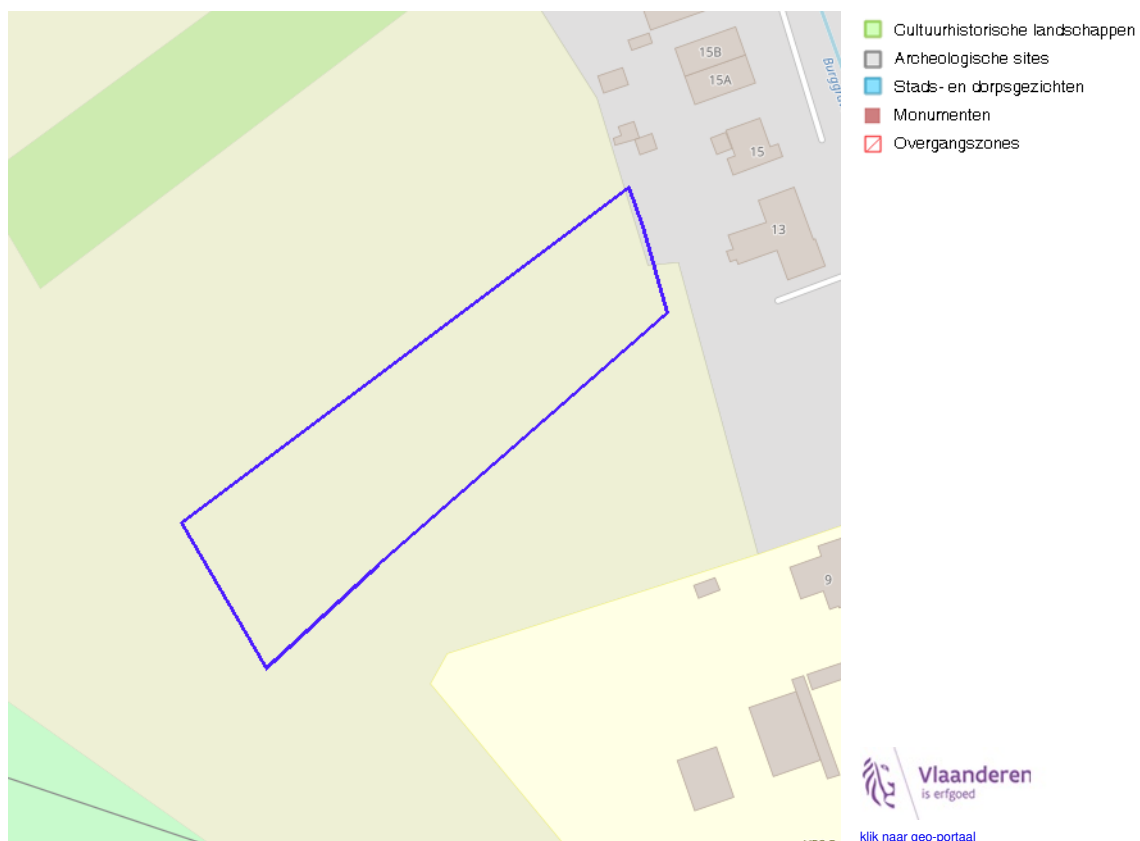 Cultuurhistorische landschappen
Archeologische sites
Stads- en dorpsgezichten
Monumenten
Overgangszones
15B
15A
15
13
9
Vlaanderen
is erfgoed
klik naar geo-portaal